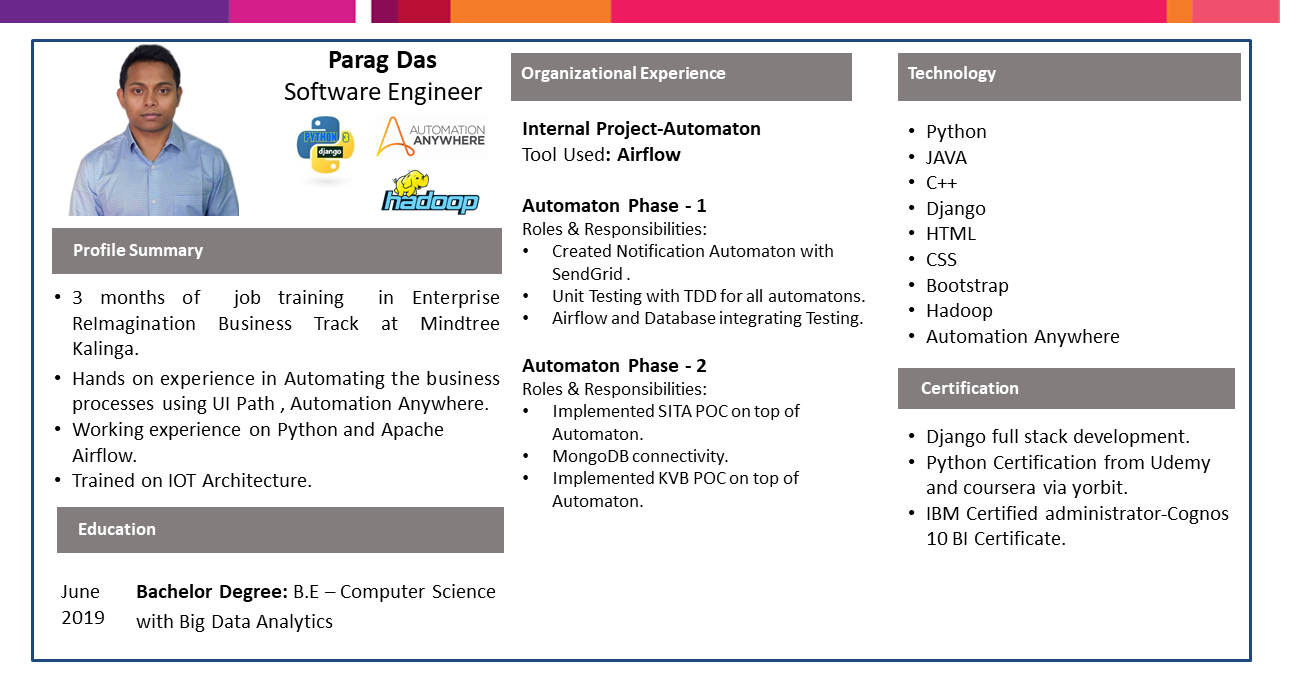 Parag Das
Software Engineer
PYTHON 3
django
AUTOMATION
ANYWHERE
hadoop
Profile Summary
• 3 months of job training in Enterprise
ReImagination Business Track at Mindtree
Kalinga.
• Hands on experience in Automating the business
processes using UI Path , Automation Anywhere.
• Working experience on Python and Apache
Airflow.
• Trained on IOT Architecture.
Education
June
2019
Bachelor Degree: B.E – Computer Science
with Big Data Analytics
Organizational Experience
Internal Project-Automaton
Tool Used: Airflow
Automaton Phase - 1
Roles & Responsibilities:
• Created Notification Automaton with
SendGrid .
• Unit Testing with TDD for all automatons.
• Airflow and Database integrating Testing.
Automaton Phase - 2
Roles & Responsibilities:
• Implemented SITA POC on top of
Automaton.
• MongoDB connectivity.
• Implemented KVB POC on top of
Automaton.
Technology
• Python
• JAVA
• C++
• Django
• HTML
• CSS
• Bootstrap
• Hadoop
• Automation Anywhere
Certification
• Django full stack development.
• Python Certification from Udemy
and coursera via yorbit.
• IBM Certified administrator-Cognos
10 BI Certificate.